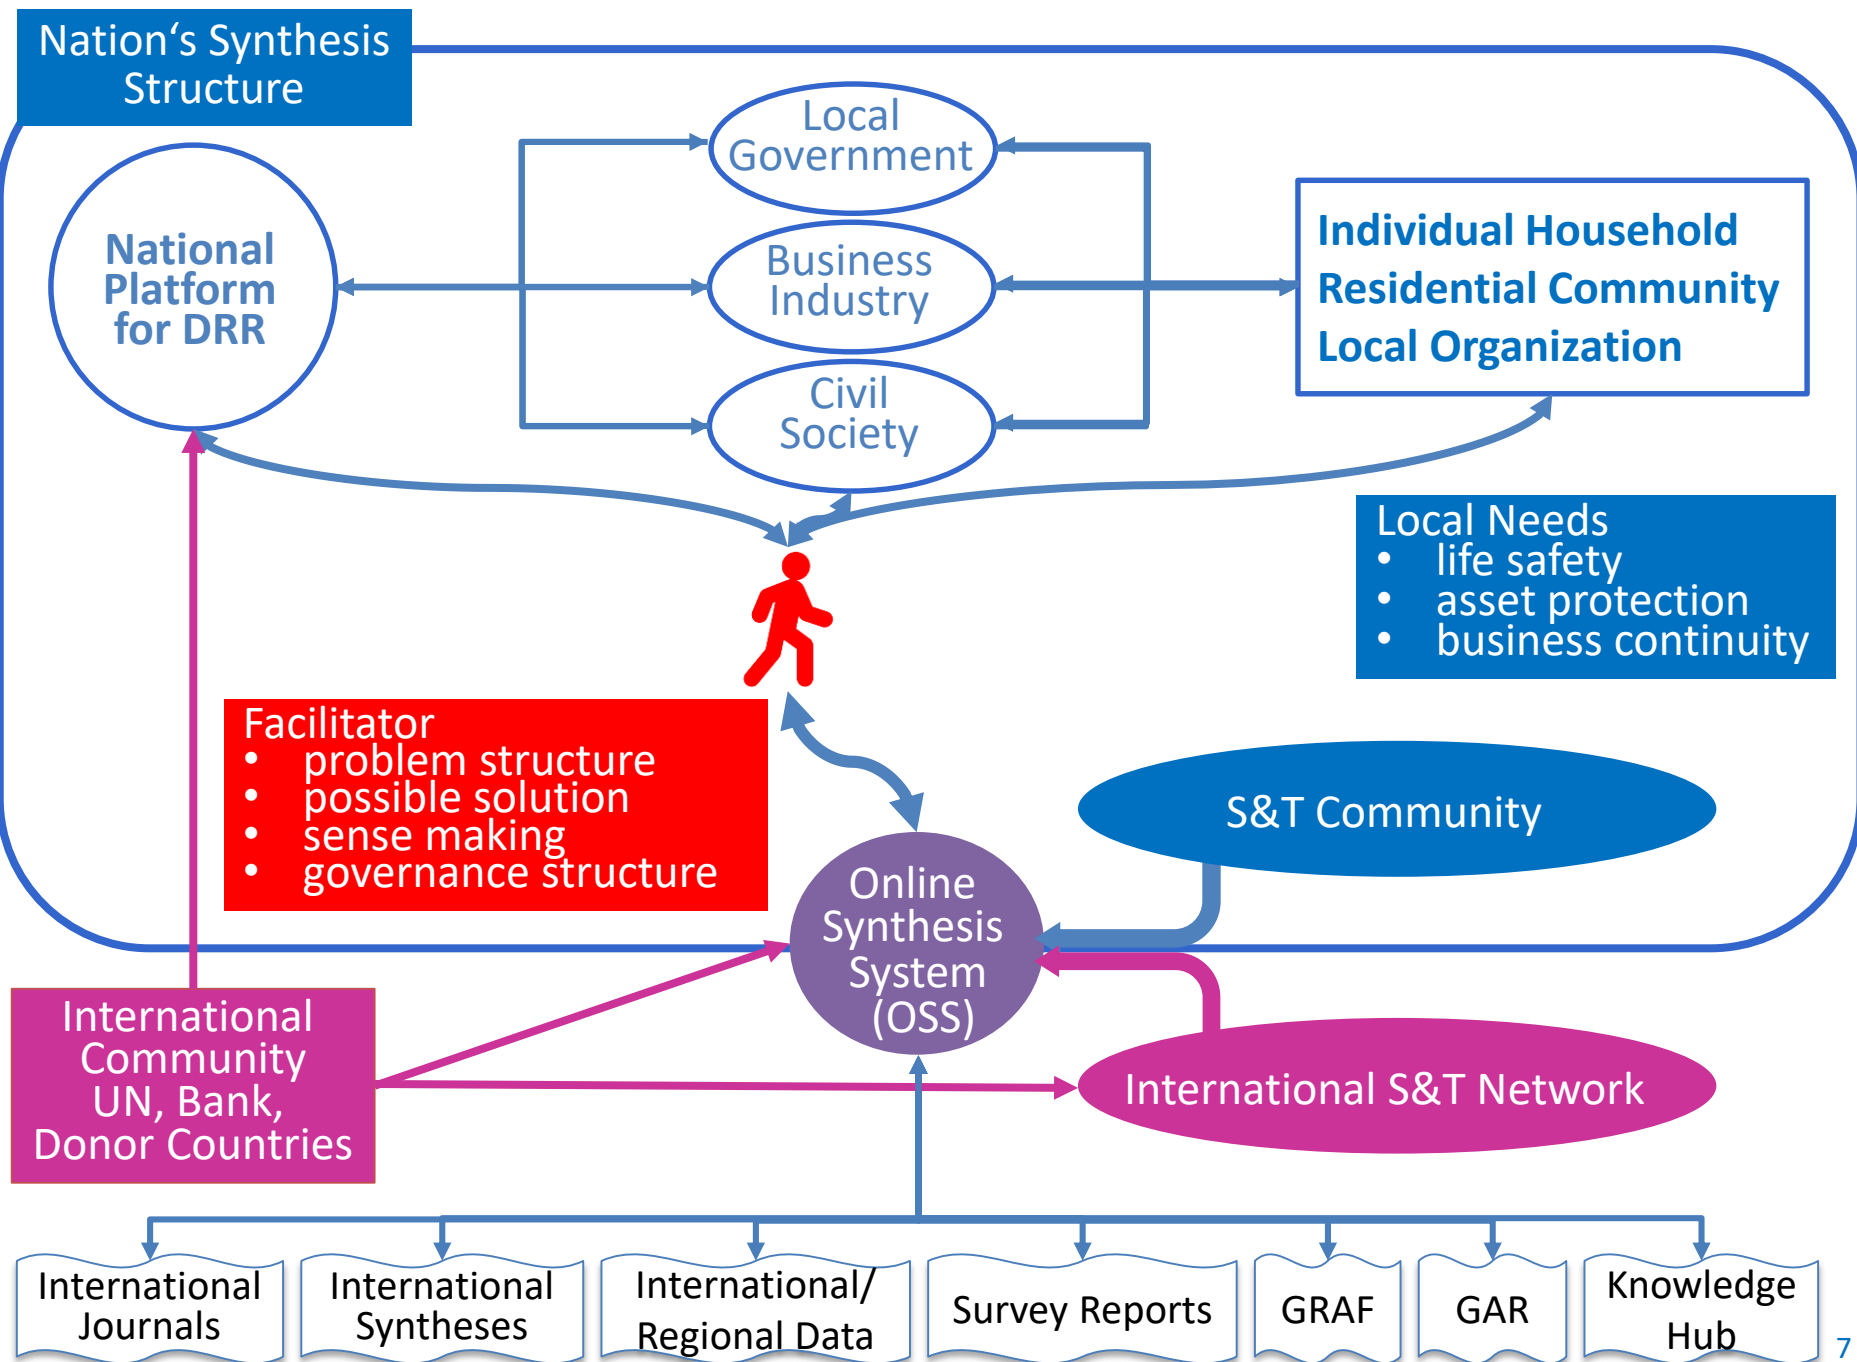 Nation‘s Synthesis
Structure
Local
Government
National
Platform
for DRR
Business
Industry
Civil
Society
Individual Household
Residential Community
Local Organization
Local Needs
• life safety
• asset protection
• business continuity
Facilitator
• problem structure
• possible solution
• sense making
• governance structure
S&T Community
Online
Synthesis
System
(OSS)
International
Community
UN, Bank,
Donor Countries
International S&T Network
International
Journals
International
Syntheses
International/
Regional Data
Survey Reports
GRAF
GAR
Knowledge
Hub
7